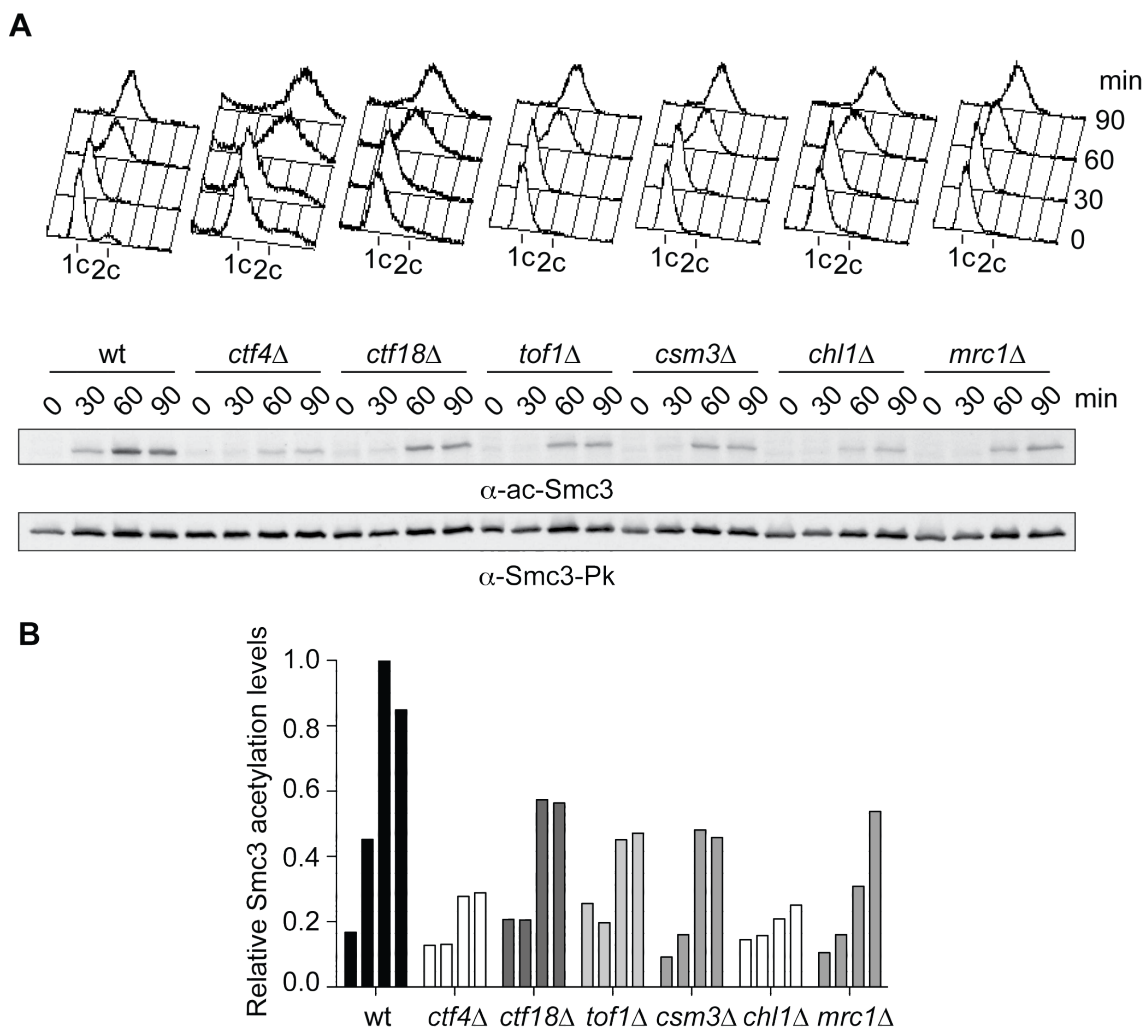 A
min
90
60
30
0
1c2c 1c2c 1c2c 1c2c 1c2c 1c2c 1c2c
wt ctf4Δ ctf18Δ tof1Δ csm3Δ chl1Δ mrc1Δ
0 30 60 90 0 30 60 90 0 30 60 90 0 30 60 90 0 30 60 90 0 30 60 90 0 30 60 90 min
α-ac-Smc3
α-Smc3-Pk
B
Relative Smc3 acetylation levels
1.0
0.8
0.6
0.4
0.2
0.0
wt ctf4Δ ctf18Δ tof1Δ csm3Δ chl1Δ mrc1Δ